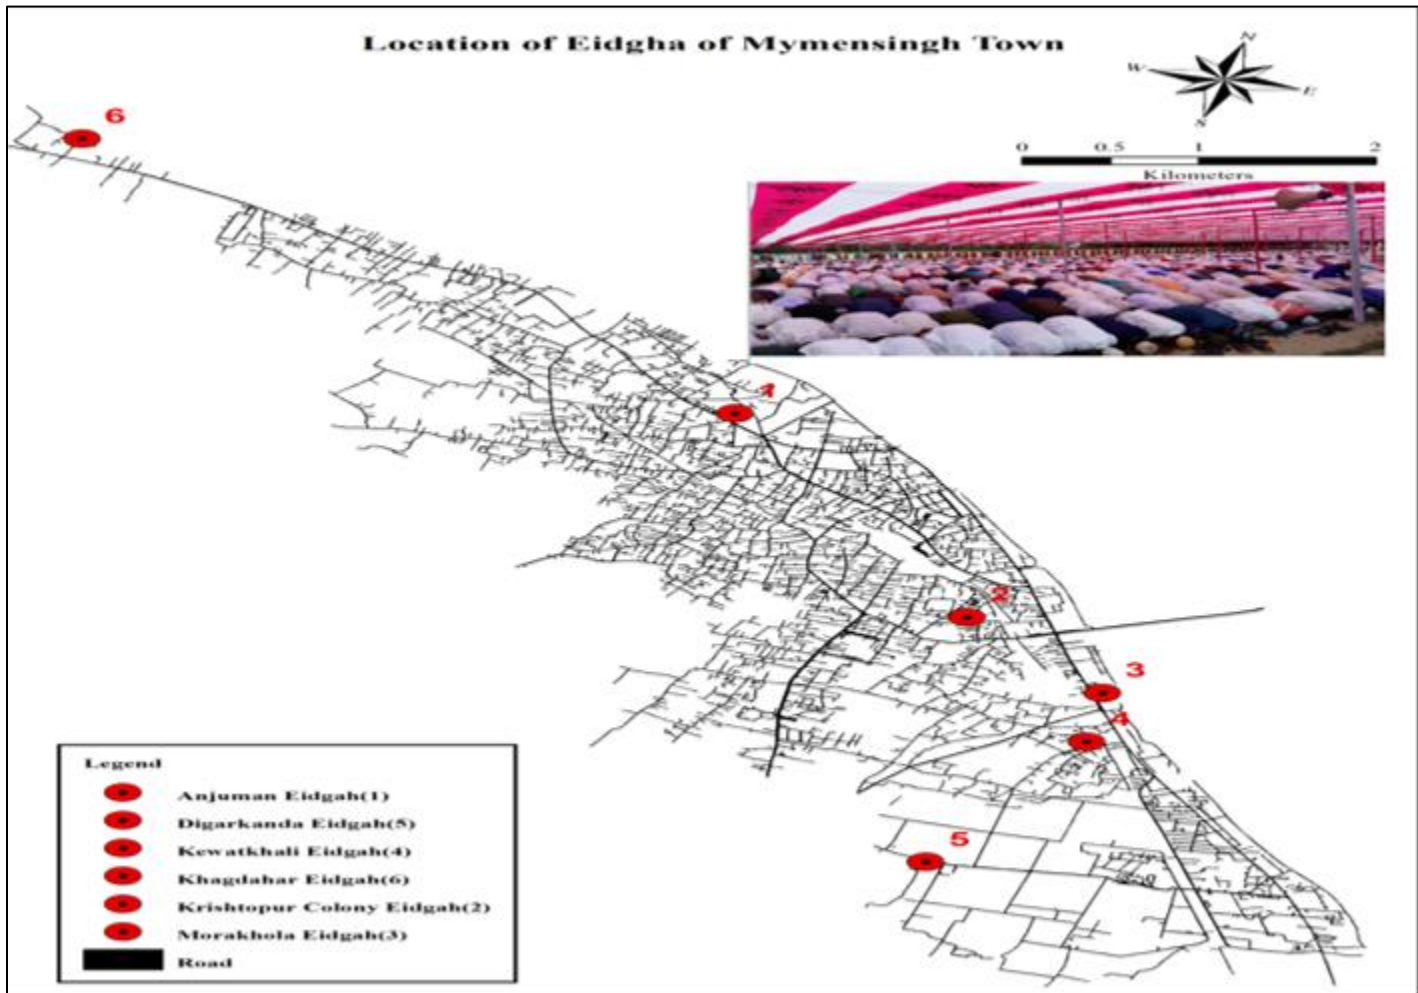 Location of Eidgha of Mymensingh Town
N
W
E
S
0 0.5 1 2
Kilometers
6
1
2
3
4
5
Legend
Anjuman Eidgah(1)
Digarkanda Eidgah(5)
Kewatkhali Eidgah(4)
Khagdahar Eidgah(6)
Krishtopur Colony Eidgah(2)
Morakhola Eidgah(3)
Road